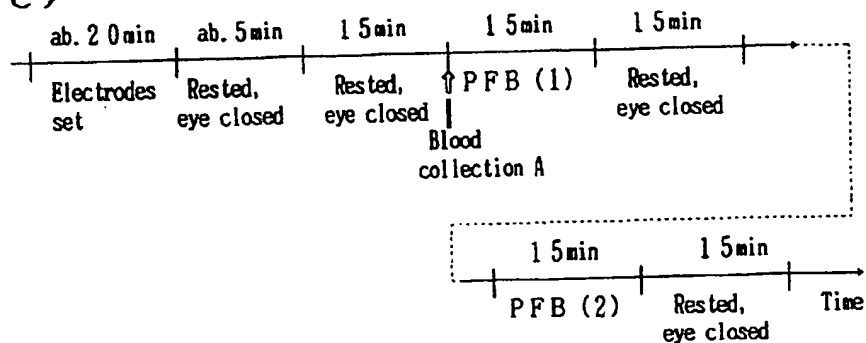 ab. 20min ab. 5min 15min 15min 15min
Electrodes set
Rested, eye closed
Rested, eye closed
PFB (1)
Rested, eye closed
Blood collection A
15min 15min
PFB (2)
Rested, eye closed
Time